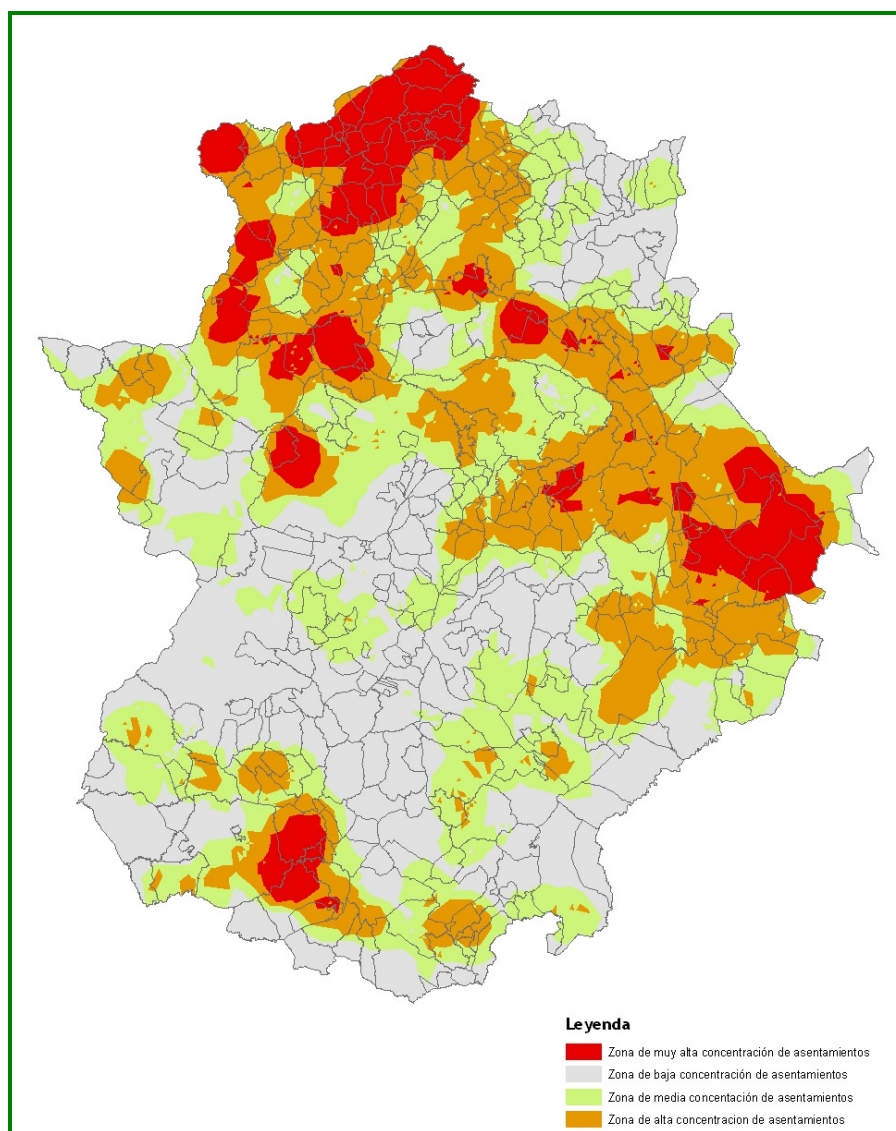 Leyenda
Zona de muy alta concentración de asentamientos
Zona de baja concentración de asentamientos
Zona de media concentación de asentamientos
Zona de alta concentracion de asentamientos